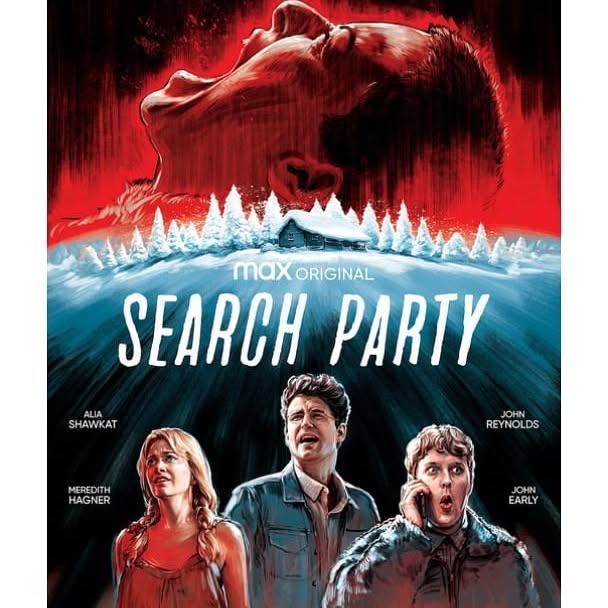 max ORIGINAL
SEARCH PARTY
ALIA
SHAWKAT
JOHN
REYNOLDS
MEREDITH
HAGNER
JOHN
EARLY